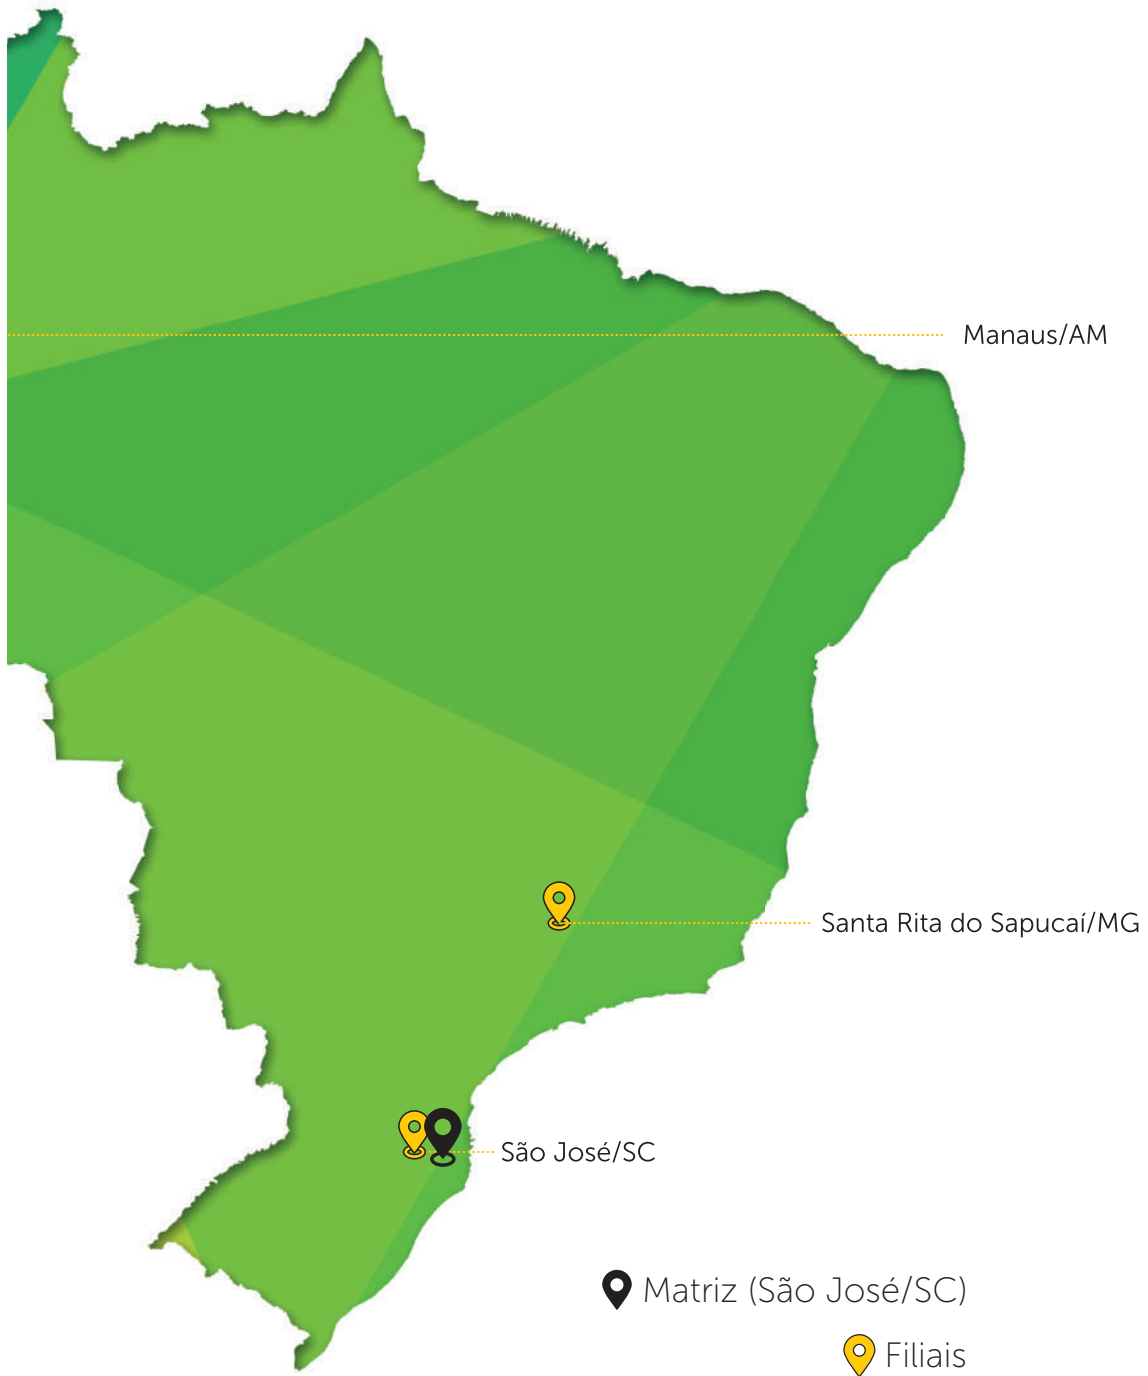 Manaus/AM
Santa Rita do Sapucaí/MG
São José/SC
Matriz (São José/SC)
Filiais